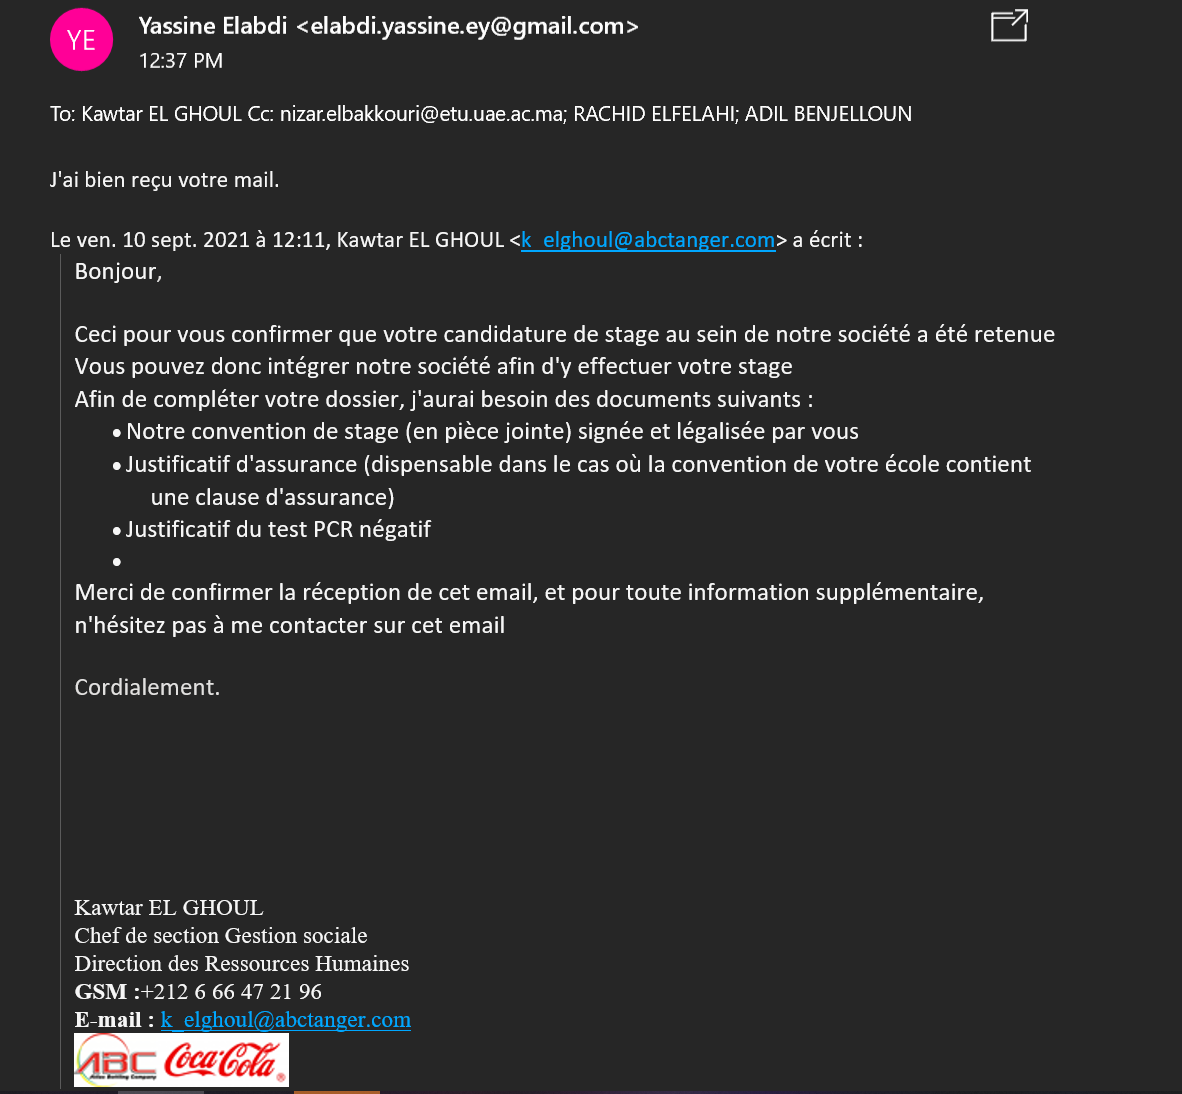 YE
Yassine Elabdi <elabdi.yassine.ey@gmail.com>
12:37 PM
To: Kawtar EL GHOUL Cc: nizar.elbakkouri@etu.uae.ac.ma; RACHID ELFELAHI; ADIL BENJELLOUN
J'ai bien reçu votre mail.
Le ven. 10 sept. 2021 à 12:11, Kawtar EL GHOUL <k_elghoul@abctanger.com> a écrit :
Bonjour,
Ceci pour vous confirmer que votre candidature de stage au sein de notre société a été retenue
Vous pouvez donc intégrer notre société afin d'y effectuer votre stage
Afin de compléter votre dossier, j'aurai besoin des documents suivants :
• Notre convention de stage (en pièce jointe) signée et légalisée par vous
• Justificatif d'assurance (dispensable dans le cas où la convention de votre école contient
une clause d'assurance)
• Justificatif du test PCR négatif
•
Merci de confirmer la réception de cet email, et pour toute information supplémentaire,
n'hésitez pas à me contacter sur cet email
Cordialement.
Kawtar EL GHOUL
Chef de section Gestion sociale
Direction des Ressources Humaines
GSM :+212 6 66 47 21 96
E-mail : k_elghoul@abctanger.com
ABC Coca-Cola
Atlas Bottling Company